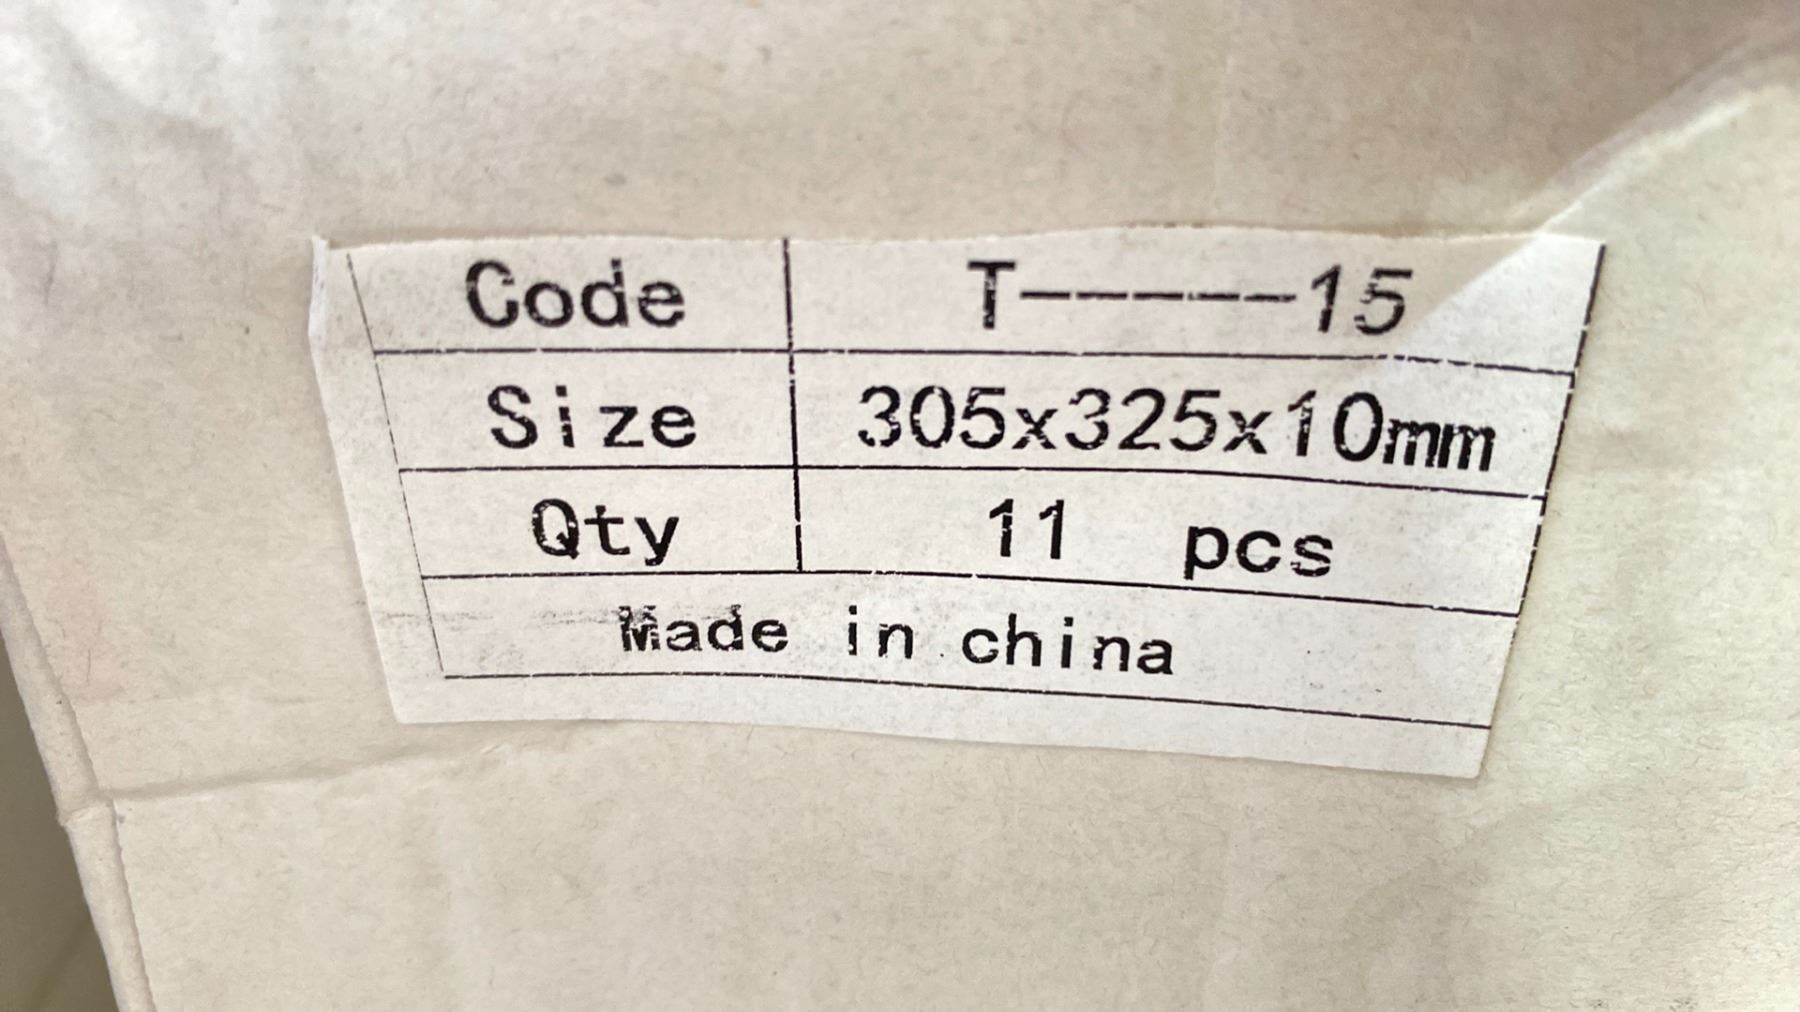 Code T------15
Size 305x325x10mm
Qty 11 pcs
Made in china